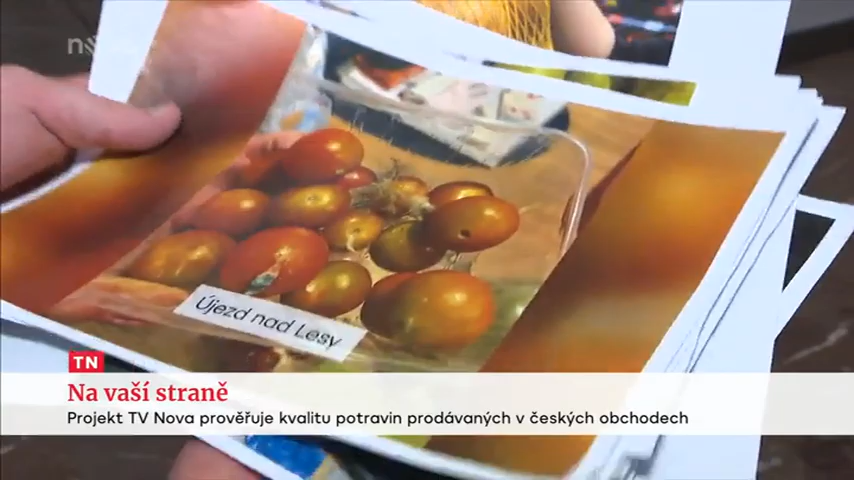 Újezd nad Lesy
TN
Na vaší straně
Projekt TV Nova prověřuje kvalitu potravin prodávaných v českých obchodech